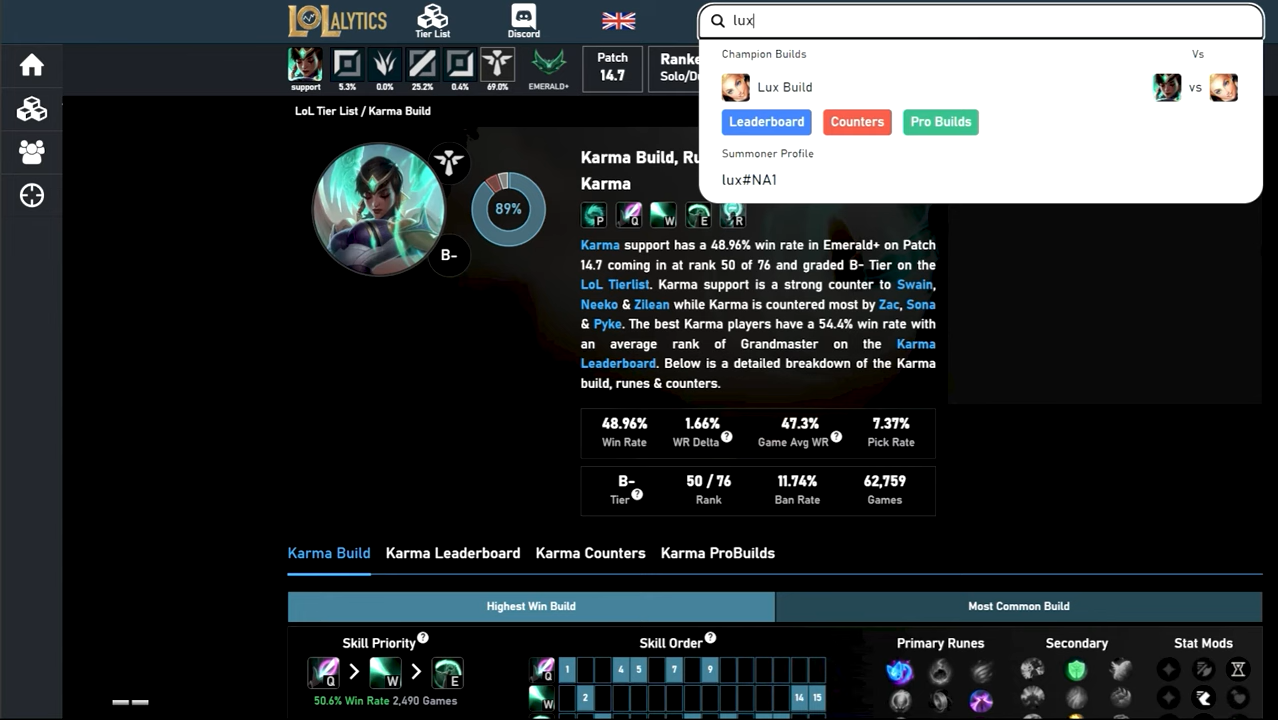 LOLALYTICS
Tier List
Discord
lux
Champion Builds
Vs
Lux Build
vs
Leaderboard
Counters
Pro Builds
Summoner Profile
lux#NA1
support
5.3%
0.0%
25.2%
0.4%
69.0%
EMERALD+
Patch
14.7
Ranke
Solo/Du
LoL Tier List / Karma Build
89%
B-
Karma Build, Ru
Karma
P
Q
W
E
R
Karma support has a 48.96% win rate in Emerald+ on Patch
14.7 coming in at rank 50 of 76 and graded B- Tier on the
LoL Tierlist. Karma support is a strong counter to Swain,
Neeko & Zilean while Karma is countered most by Zac, Sona
& Pyke. The best Karma players have a 54.4% win rate with
an average rank of Grandmaster on the Karma
Leaderboard. Below is a detailed breakdown of the Karma
build, runes & counters.
48.96%
Win Rate
1.66%
WR Delta ?
47.3%
Game Avg WR ?
7.37%
Pick Rate
B-
Tier ?
50 / 76
Rank
11.74%
Ban Rate
62,759
Games
Karma Build
Karma Leaderboard
Karma Counters
Karma ProBuilds
Highest Win Build
Most Common Build
Skill Priority ?
Q > W > E
50.6% Win Rate 2,490 Games
Skill Order ?
Q 1 4 5 7 9
W 2 14 15
Primary Runes
Secondary
Stat Mods